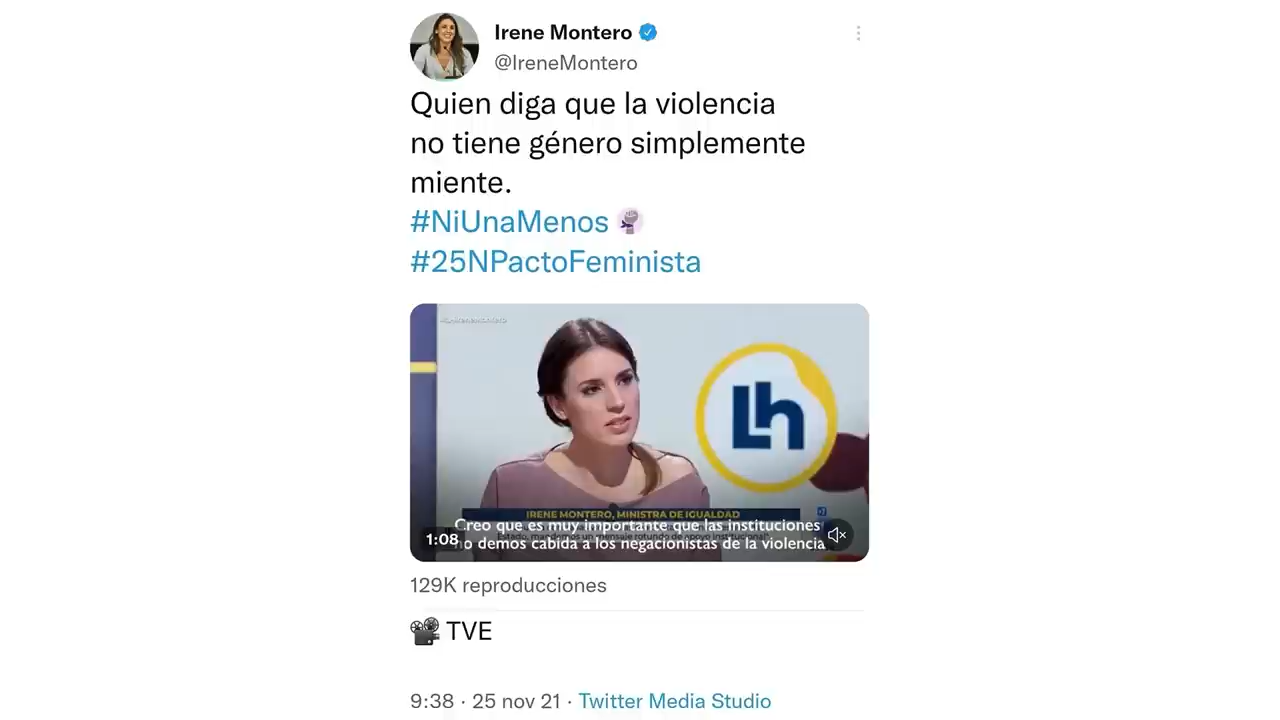 Irene Montero
@IreneMontero
Quien diga que la violencia
no tiene género simplemente
miente.
#NiUnaMenos
#25NPactoFeminista
Lh
IRENE MONTERO, MINISTRA DE IGUALDAD
Creo que es muy importante que las instituciones
no demos cabida a los negacionistas de la violencia
1:08
129K reproducciones
TVE
9:38 · 25 nov 21 · Twitter Media Studio